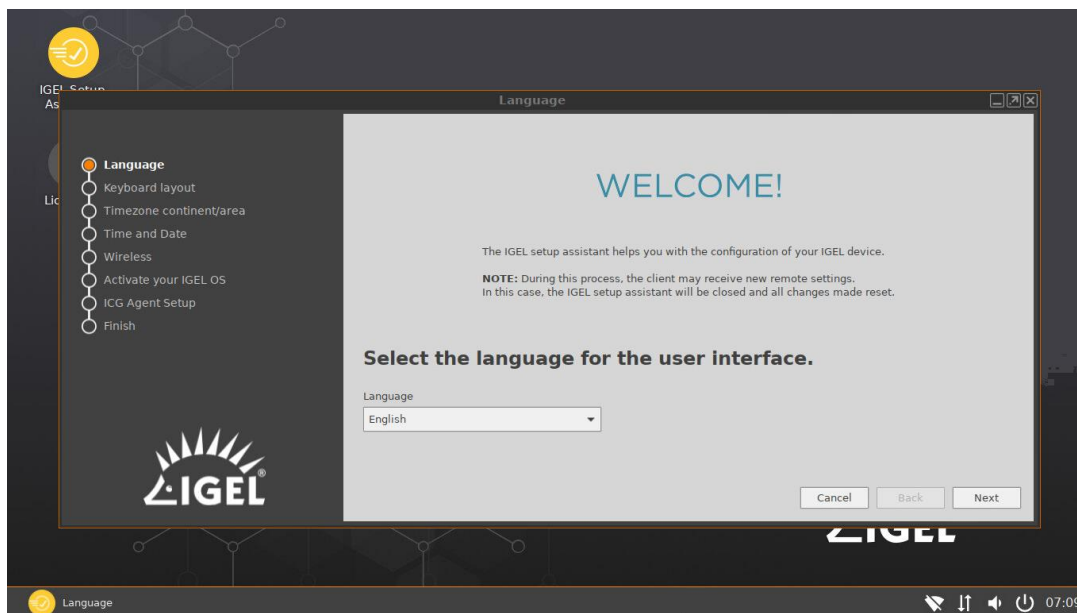 IGEL Setup
As
Lic
Language
Language
Keyboard layout
Timezone continent/area
Time and Date
Wireless
Activate your IGEL OS
ICG Agent Setup
Finish
IGEL®
WELCOME!
The IGEL setup assistant helps you with the configuration of your IGEL device.
NOTE: During this process, the client may receive new remote settings.
In this case, the IGEL setup assistant will be closed and all changes made reset.
Select the language for the user interface.
Language
English
Cancel Back Next
IGEL
Language 07:09